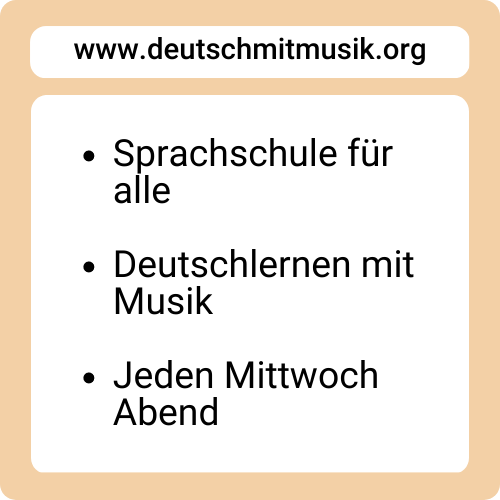 www.deutschmitmusik.org
• Sprachschule für
alle
• Deutschlernen mit
Musik
• Jeden Mittwoch
Abend